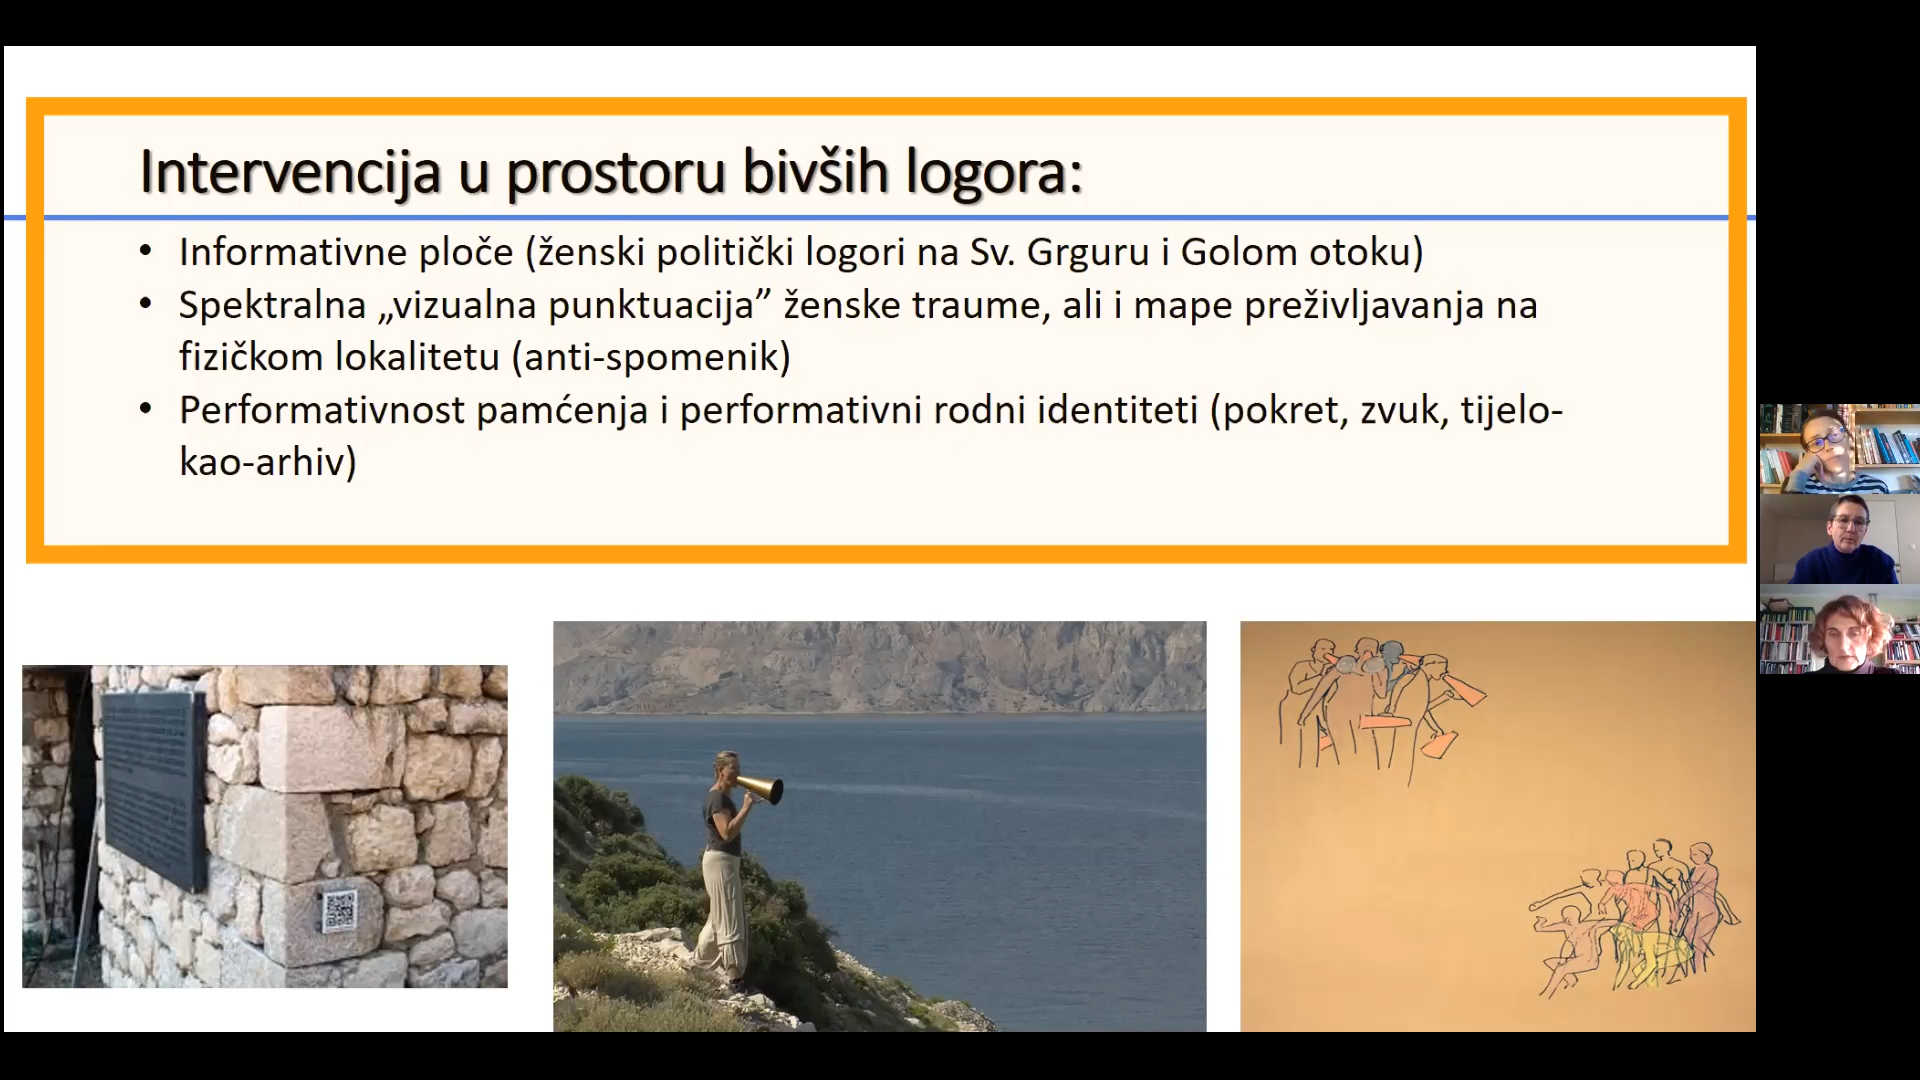 Intervencija u prostoru bivših logora:
• Informativne ploče (ženski politički logori na Sv. Grguru i Golom otoku)
• Spektralna „vizualna punktuacija” ženske traume, ali i mape preživljavanja na
fizičkom lokalitetu (anti-spomenik)
• Performativnost pamćenja i performativni rodni identiteti (pokret, zvuk, tijelo-
kao-arhiv)